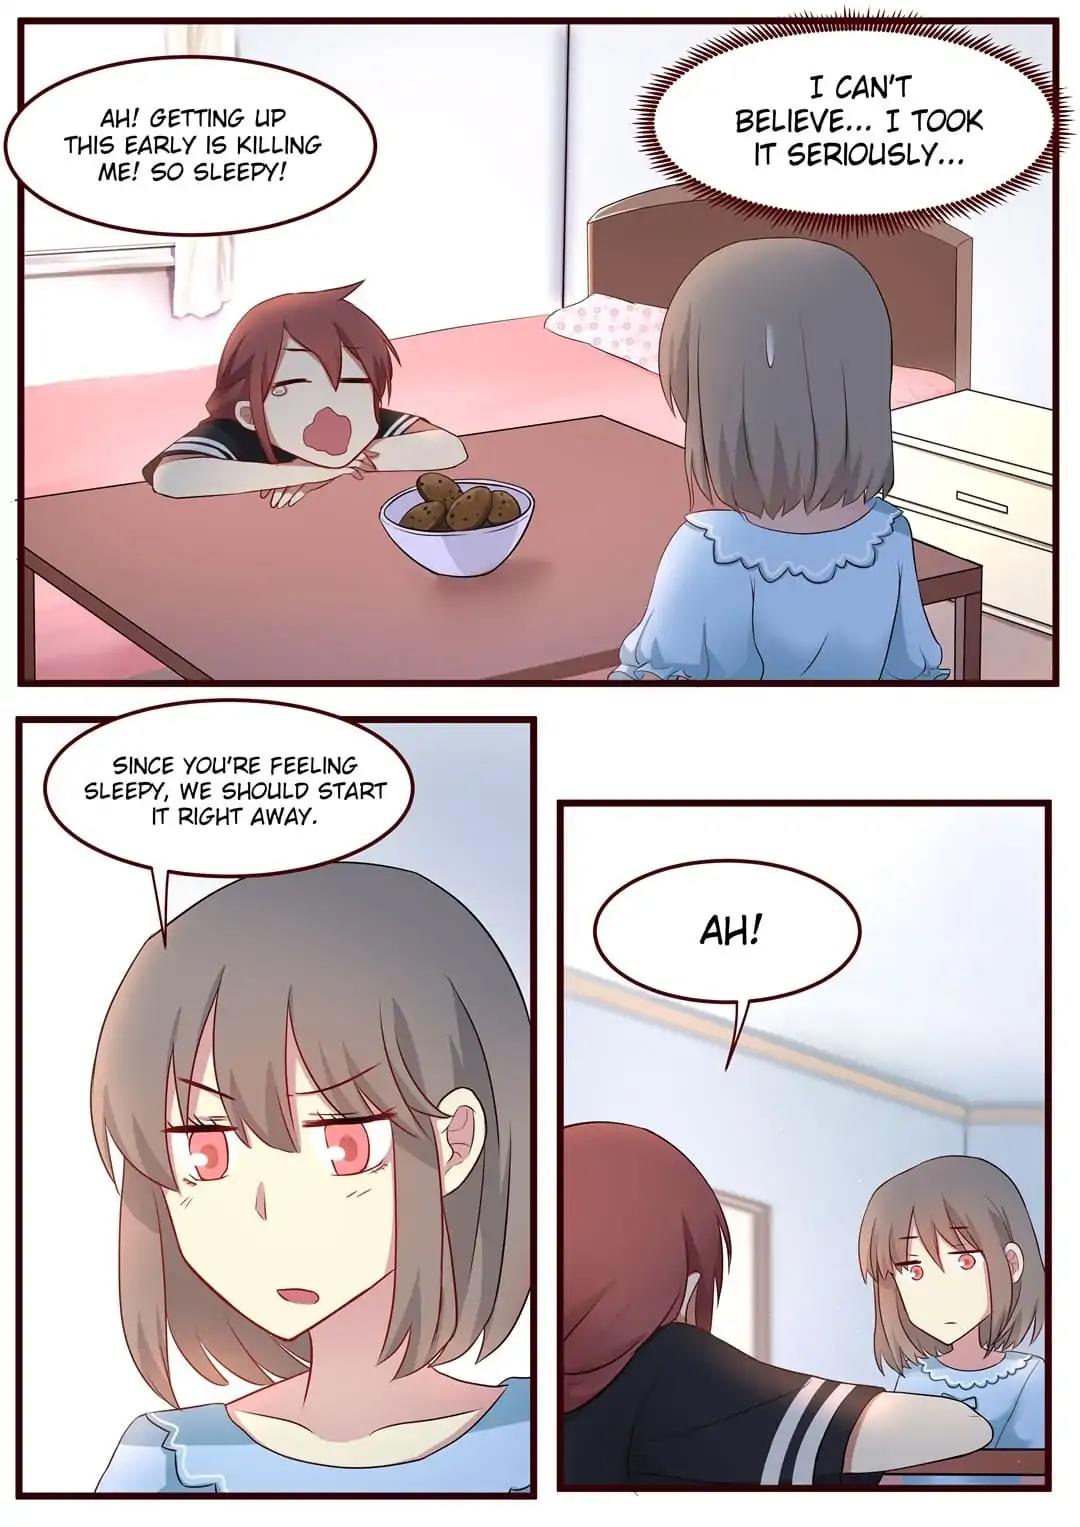 AH! GETTING UP
THIS EARLY IS KILLING
ME! SO SLEEPY!
I CAN'T
BELIEVE... I TOOK
IT SERIOUSLY...
SINCE YOU'RE FEELING
SLEEPY, WE SHOULD START
IT RIGHT AWAY.
AH!